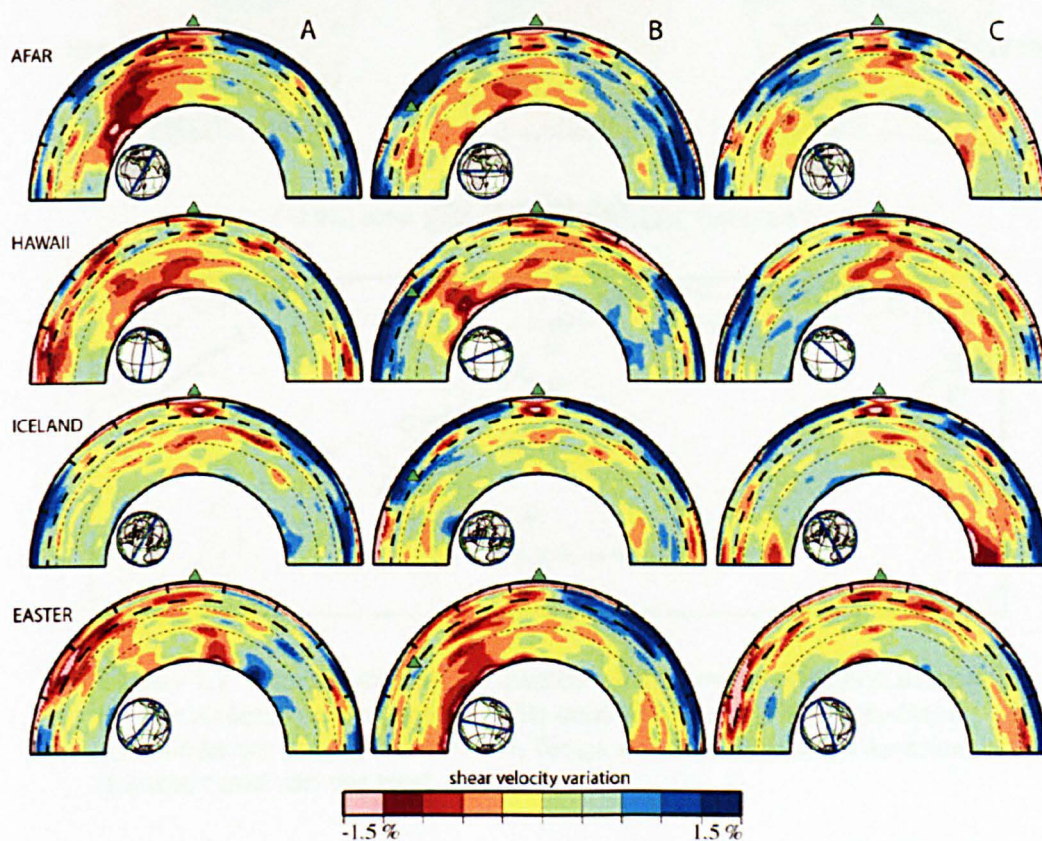 A B C
AFAR
HAWAII
ICELAND
EASTER
shear velocity variation
-1.5 % 1.5 %